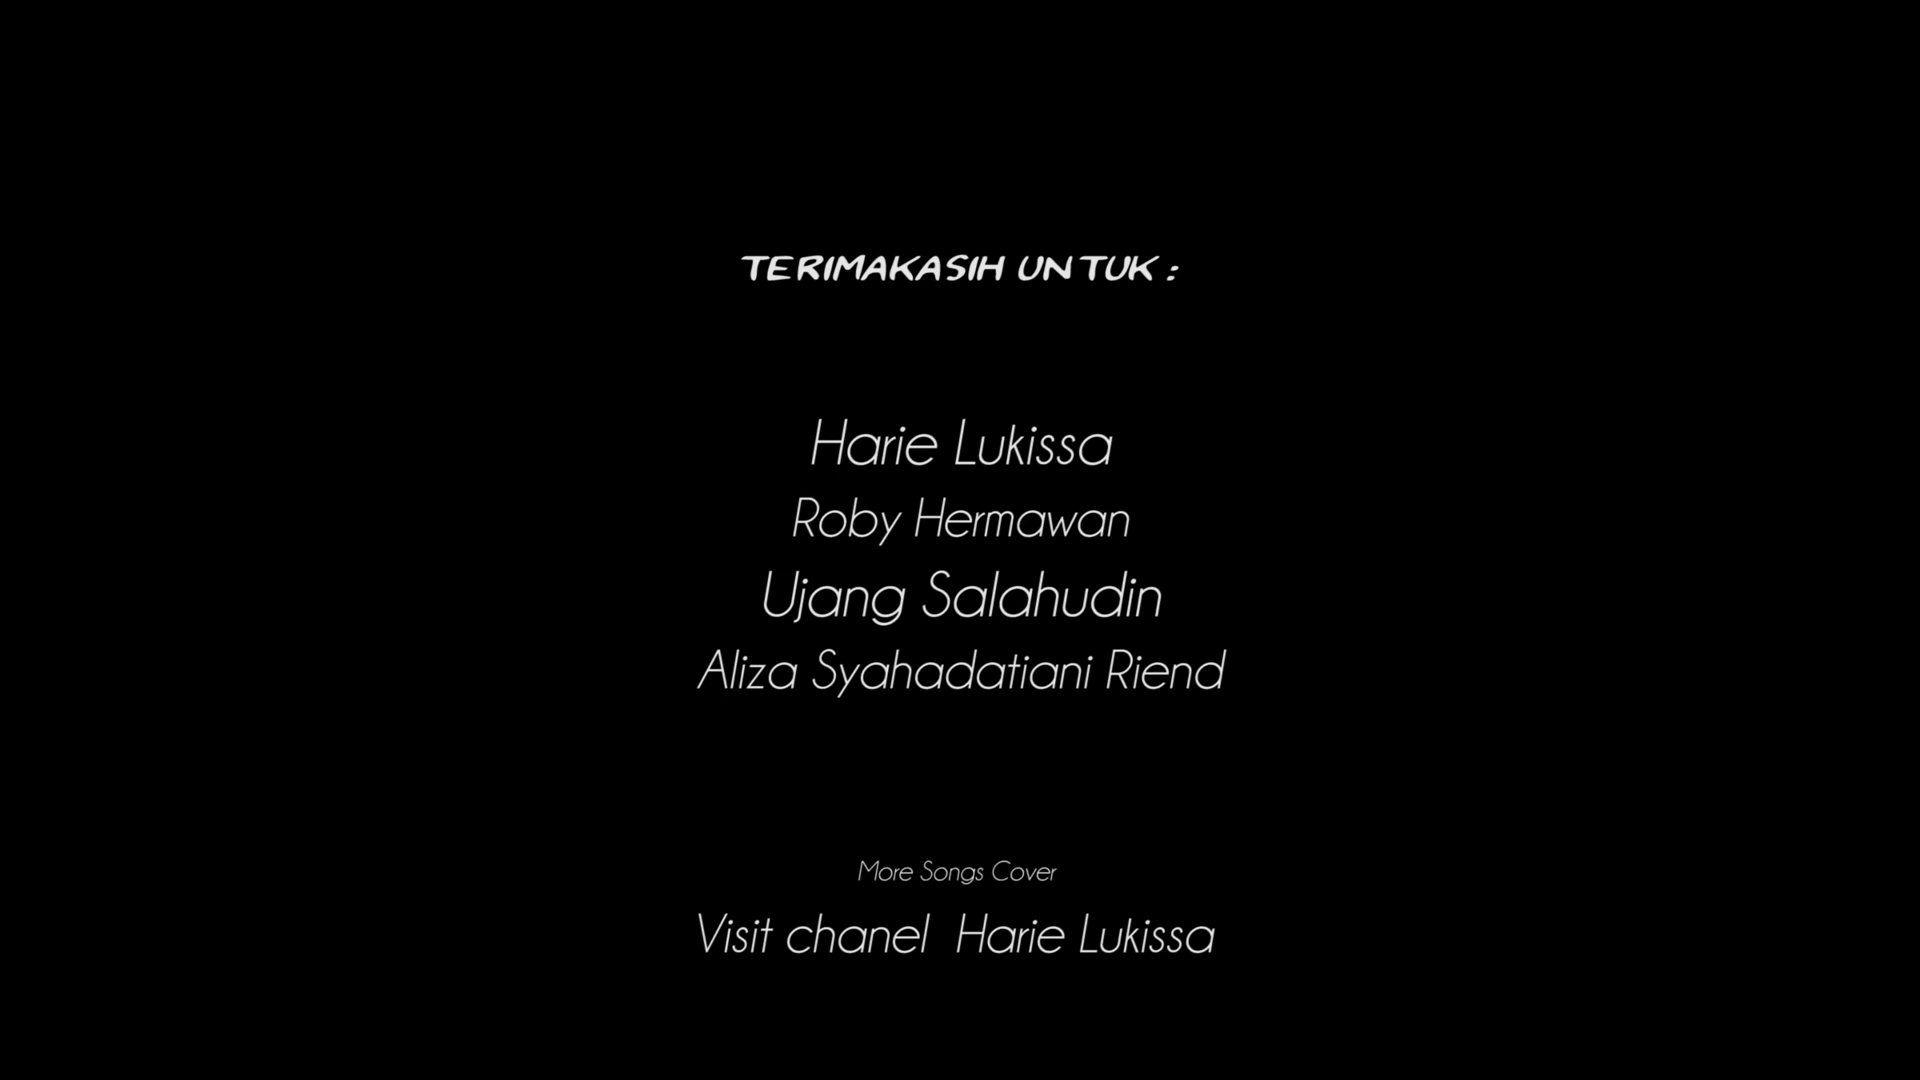 TERIMAKASIH UNTUK :
Harie Lukissa
Roby Hermawan
Ujang Salahudin
Aliza Syahadatiani Riend
More Songs Cover
Visit chanel Harie Lukissa